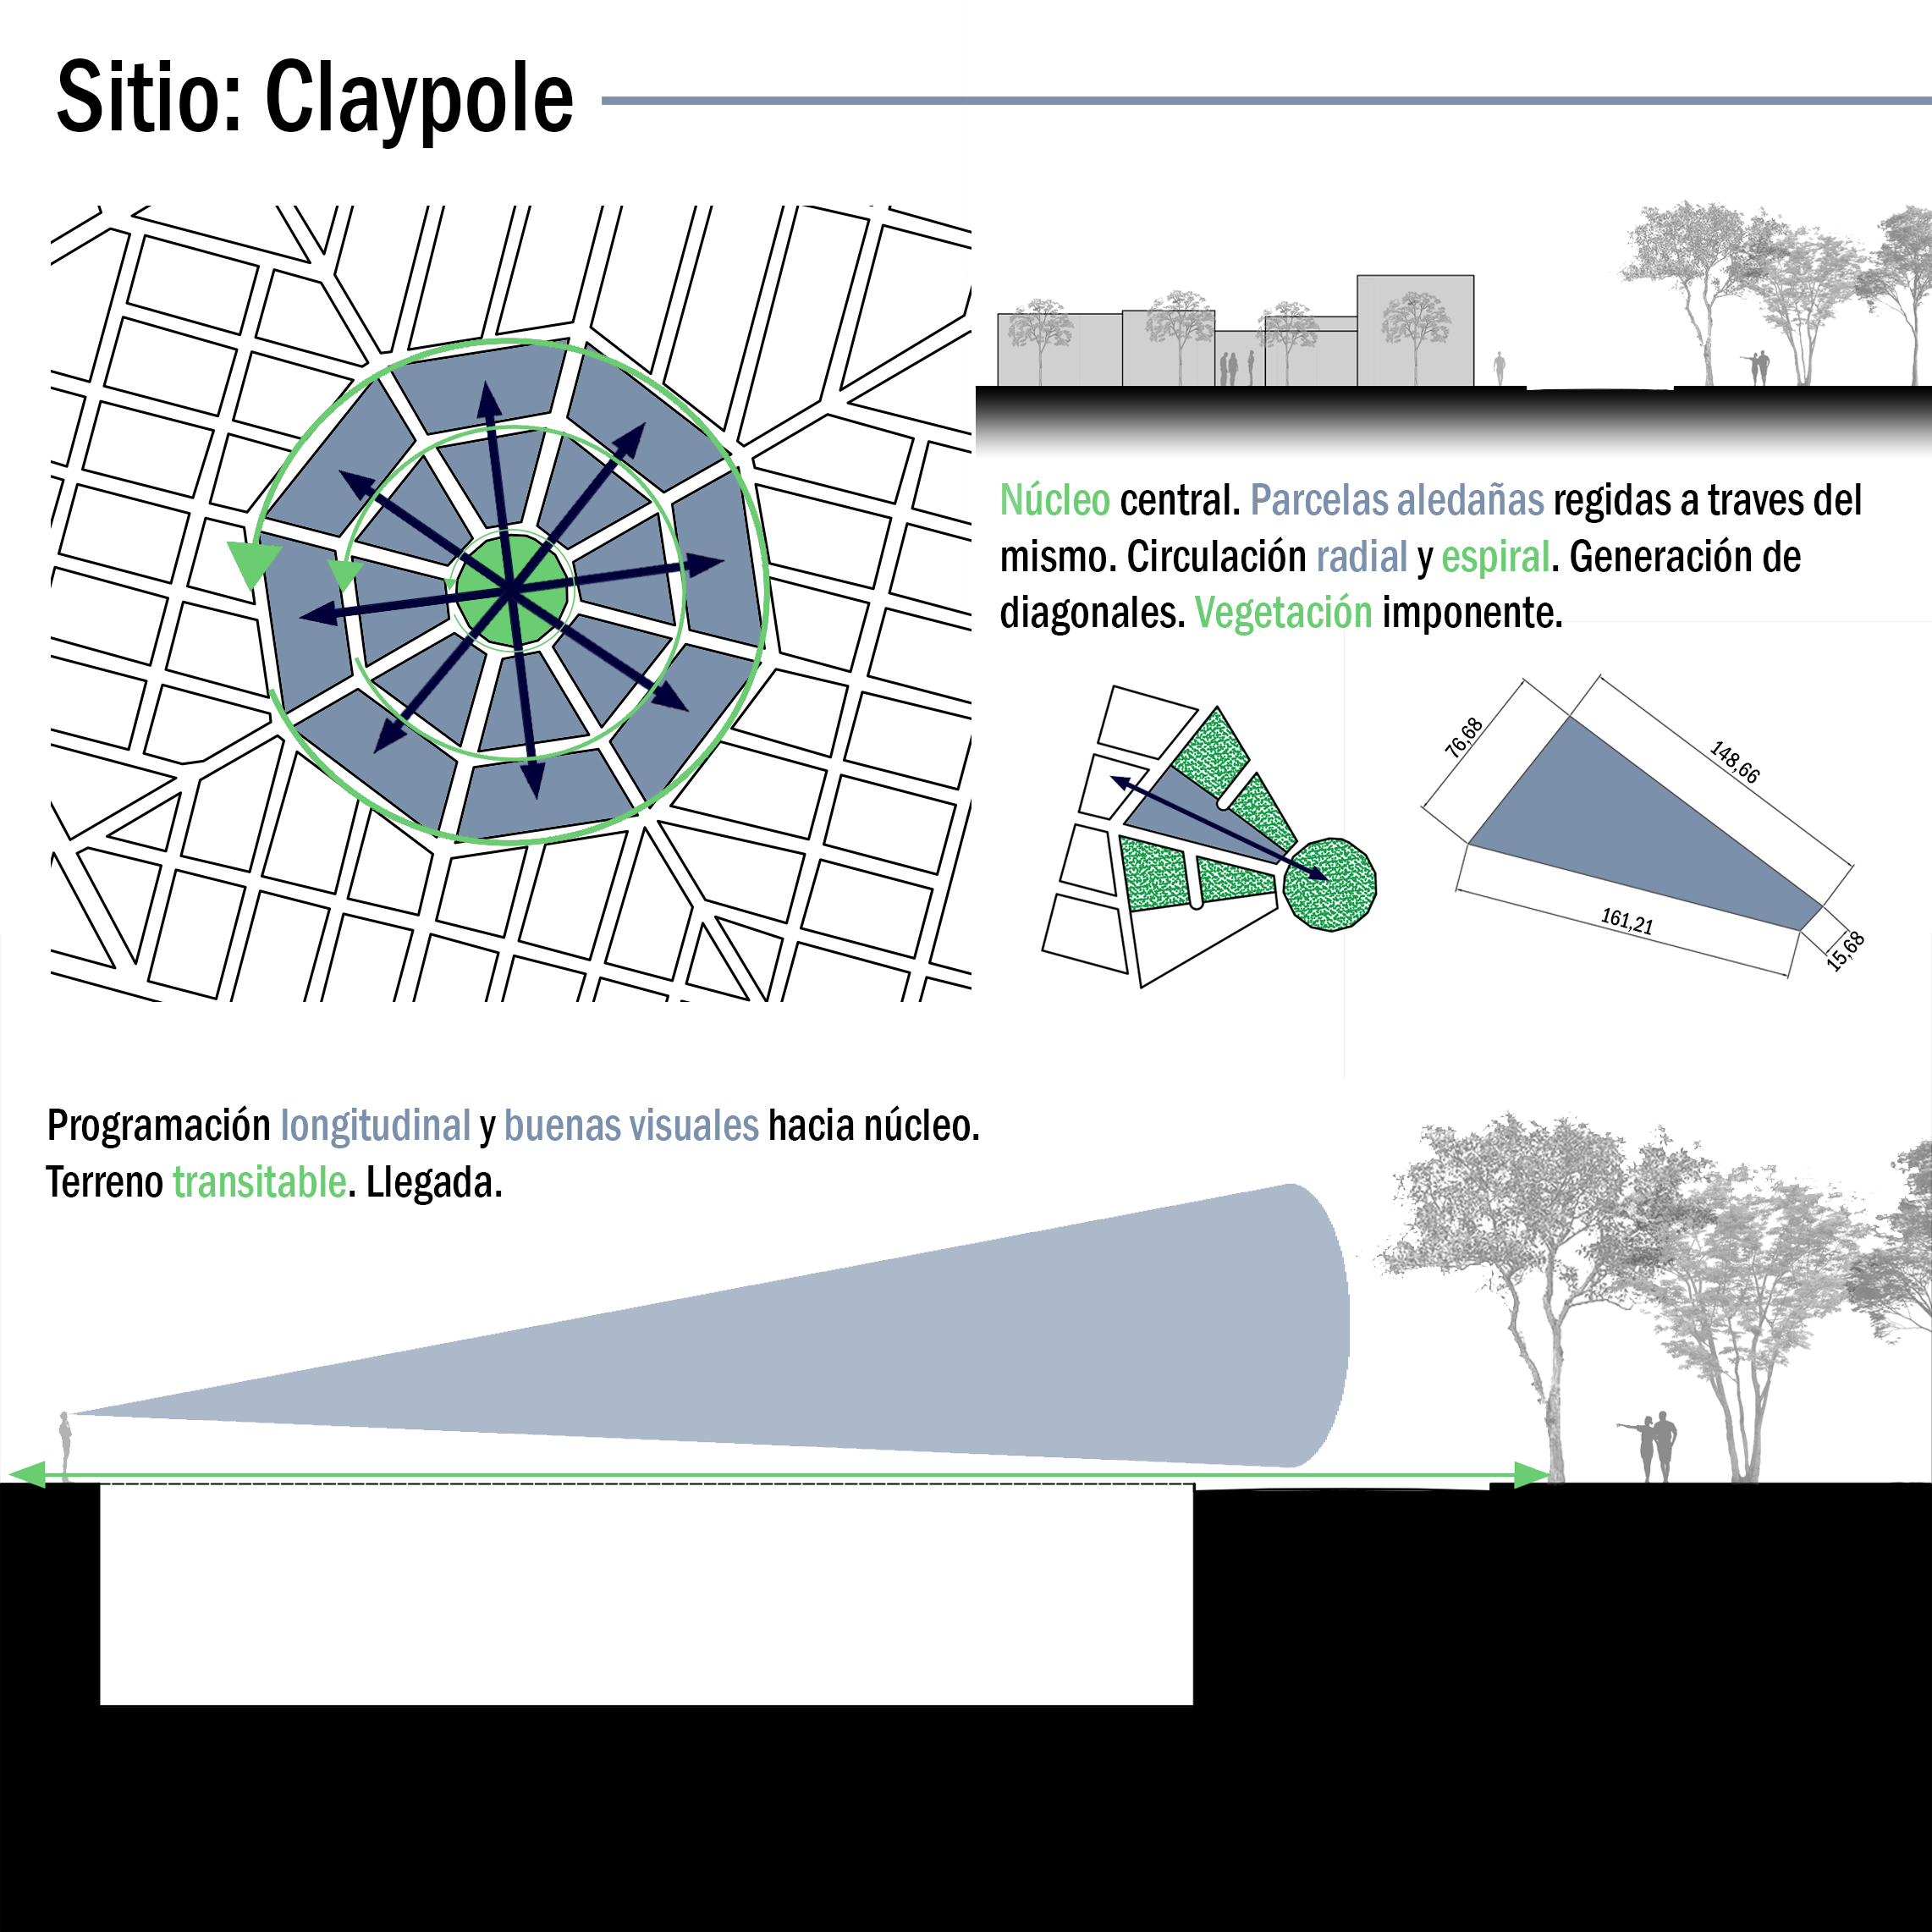 Sitio: Claypole
Núcleo central. Parcelas aledañas regidas a traves del
mismo. Circulación radial y espiral. Generación de
diagonales. Vegetación imponente.
76,68
148,66
161,21
15,68
Programación longitudinal y buenas visuales hacia núcleo.
Terreno transitable. Llegada.